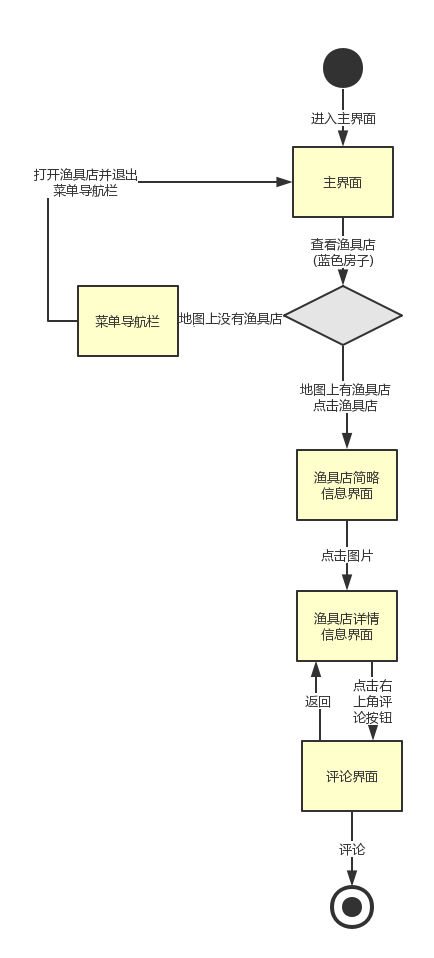 进入主界面
打开渔具店并退出
菜单导航栏
主界面
查看渔具店
(蓝色房子)
菜单导航栏
地图上没有渔具店
地图上有渔具店
点击渔具店
渔具店简略
信息界面
点击图片
渔具店详情
信息界面
返回
点击右
上角评
论按钮
评论界面
评论